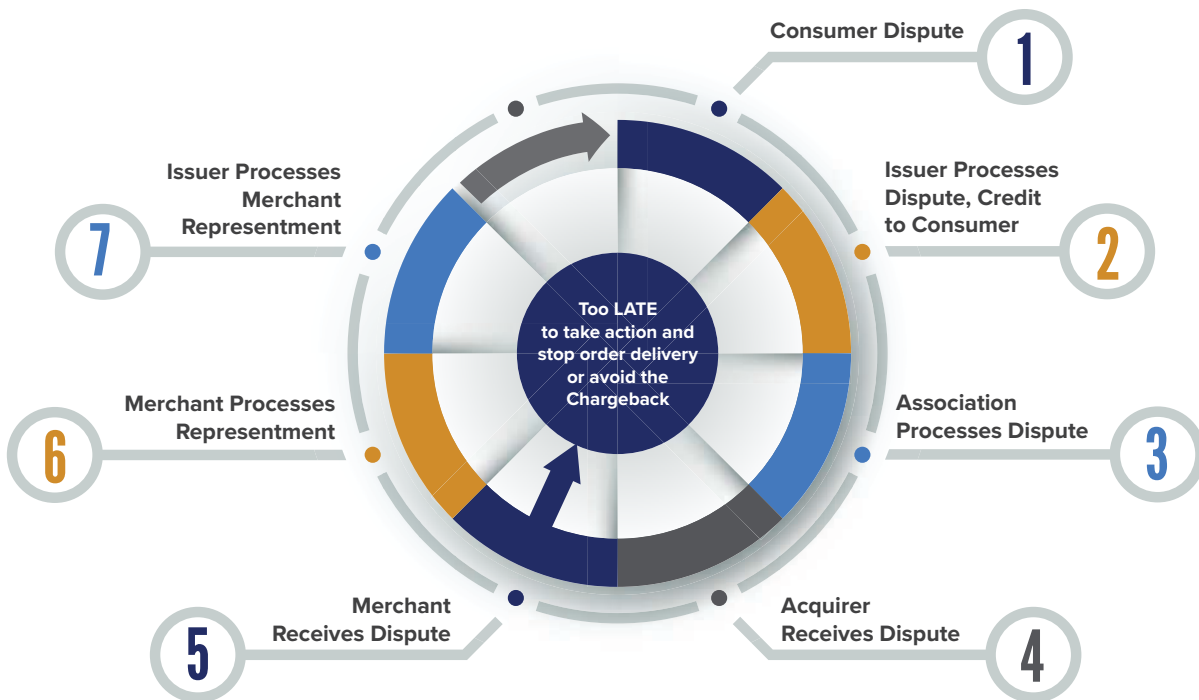 Consumer Dispute
1
Issuer Processes
Dispute, Credit
to Consumer
2
Association
Processes Dispute
3
Acquirer
Receives Dispute
4
Merchant
Receives Dispute
5
Merchant Processes
Representment
6
Issuer Processes
Merchant
Representment
7
Too LATE
to take action and
stop order delivery
or avoid the
Chargeback